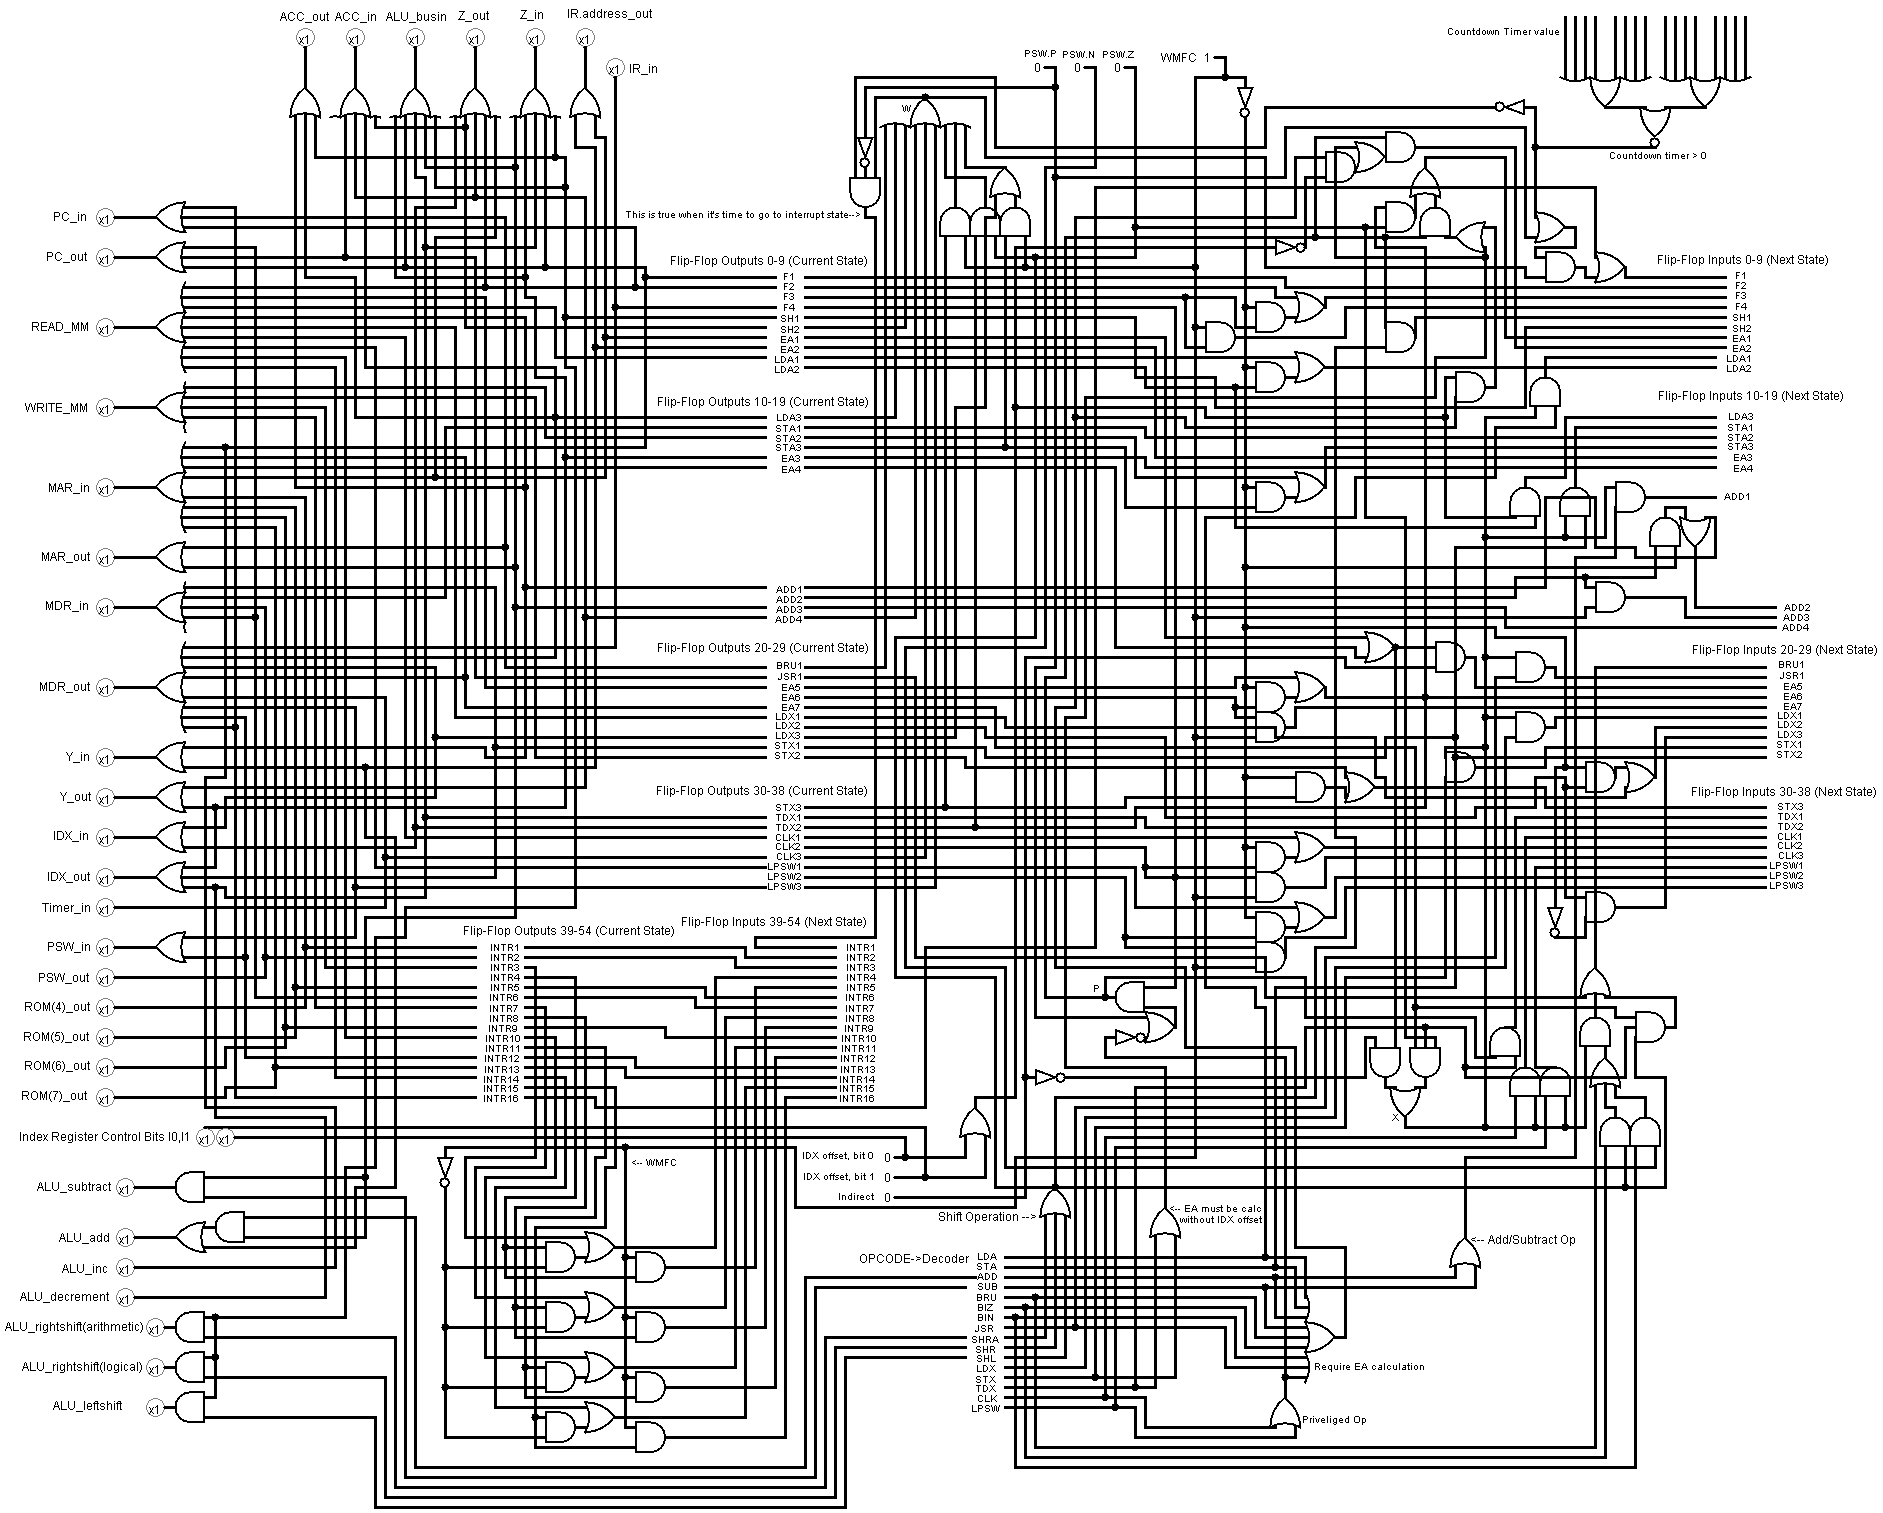 ACC_out ACC_in ALU_busin Z_out Z_in IR.address_out
x1 x1 x1 x1 x1 x1
x1 IR_in
PSW.P PSW.N PSW.Z
0 0 0
WMFC 1
Countdown Timer value
Countdown timer > 0
W
This is true when it's time to go to interrupt state-->
PC_in x1
PC_out x1
READ_MM x1
WRITE_MM x1
MAR_in x1
MAR_out x1
MDR_in x1
MDR_out x1
Y_in x1
Y_out x1
IDX_in x1
IDX_out x1
Timer_in x1
PSW_in x1
PSW_out x1
ROM(4)_out x1
ROM(5)_out x1
ROM(6)_out x1
ROM(7)_out x1
Index Register Control Bits I0,I1 x1 x1
ALU_subtract x1
ALU_add x1
ALU_inc x1
ALU_decrement x1
ALU_rightshift(arithmetic) x1
ALU_rightshift(logical) x1
ALU_leftshift x1
Flip-Flop Outputs 0-9 (Current State)
F1
F2
F3
F4
SH1
SH2
EA1
EA2
LDA1
LDA2
Flip-Flop Outputs 10-19 (Current State)
LDA3
STA1
STA2
STA3
EA3
EA4
ADD1
ADD2
ADD3
ADD4
Flip-Flop Outputs 20-29 (Current State)
BRU1
JSR1
EA5
EA6
EA7
LDX1
LDX2
LDX3
STX1
STX2
Flip-Flop Outputs 30-38 (Current State)
STX3
TDX1
TDX2
CLK1
CLK2
CLK3
LPSW1
LPSW2
LPSW3
Flip-Flop Outputs 39-54 (Current State)
INTR1
INTR2
INTR3
INTR4
INTR5
INTR6
INTR7
INTR8
INTR9
INTR10
INTR11
INTR12
INTR13
INTR14
INTR15
INTR16
Flip-Flop Inputs 39-54 (Next State)
INTR1
INTR2
INTR3
INTR4
INTR5
INTR6
INTR7
INTR8
INTR9
INTR10
INTR11
INTR12
INTR13
INTR14
INTR15
INTR16
Flip-Flop Inputs 0-9 (Next State)
F1
F2
F3
F4
SH1
SH2
EA1
EA2
LDA1
LDA2
Flip-Flop Inputs 10-19 (Next State)
LDA3
STA1
STA2
STA3
EA3
EA4
ADD1
ADD2
ADD3
ADD4
Flip-Flop Inputs 20-29 (Next State)
BRU1
JSR1
EA5
EA6
EA7
LDX1
LDX2
LDX3
STX1
STX2
Flip-Flop Inputs 30-38 (Next State)
STX3
TDX1
TDX2
CLK1
CLK2
CLK3
LPSW1
LPSW2
LPSW3
P
X
<-- WMFC
IDX offset, bit 0 0
IDX offset, bit 1 0
Indirect 0
Shift Operation -->
<-- EA must be calc
without IDX offset
<-- Add/Subtract Op
OPCODE->Decoder
LDA
STA
ADD
SUB
BRU
BIZ
BIN
JSR
SHRA
SHR
SHL
LDX
STX
TDX
CLK
LPSW
Require EA calculation
Priveliged Op